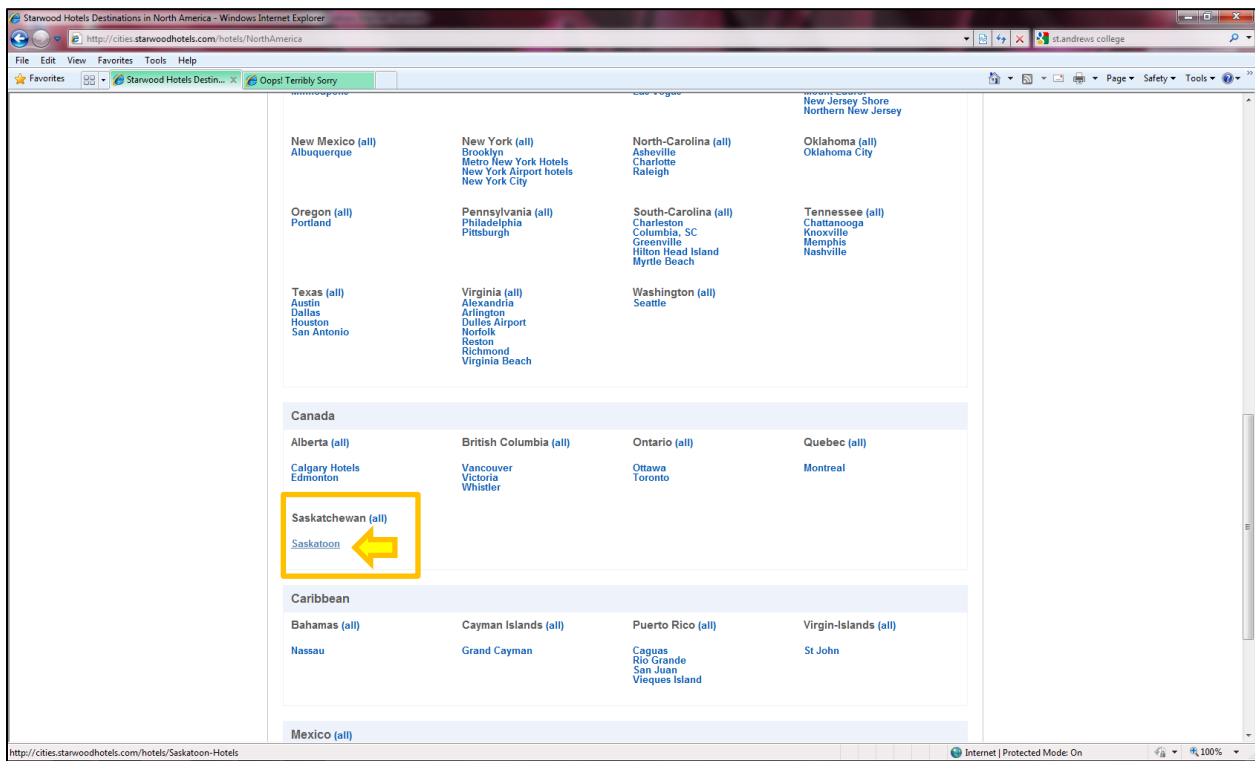 Starwood Hotels Destinations in North America - Windows Internet Explorer
http://cities.starwoodhotels.com/hotels/NorthAmerica
st.andrews college
File Edit View Favorites Tools Help
Favorites Starwood Hotels Destin... Oops! Terribly Sorry Page Safety Tools
Minneapolis Las Vegas Mount Laurel
New Jersey Shore
Northern New Jersey
New Mexico (all)
Albuquerque
New York (all)
Brooklyn
Metro New York Hotels
New York Airport hotels
New York City
North-Carolina (all)
Asheville
Charlotte
Raleigh
Oklahoma (all)
Oklahoma City
Oregon (all)
Portland
Pennsylvania (all)
Philadelphia
Pittsburgh
South-Carolina (all)
Charleston
Columbia, SC
Greenville
Hilton Head Island
Myrtle Beach
Tennessee (all)
Chattanooga
Knoxville
Memphis
Nashville
Texas (all)
Austin
Dallas
Houston
San Antonio
Virginia (all)
Alexandria
Arlington
Dulles Airport
Norfolk
Reston
Richmond
Virginia Beach
Washington (all)
Seattle
Canada
Alberta (all)
Calgary Hotels
Edmonton
British Columbia (all)
Vancouver
Victoria
Whistler
Ontario (all)
Ottawa
Toronto
Quebec (all)
Montreal
Saskatchewan (all)
Saskatoon
Caribbean
Bahamas (all)
Nassau
Cayman Islands (all)
Grand Cayman
Puerto Rico (all)
Caguas
Rio Grande
San Juan
Vieques Island
Virgin-Islands (all)
St John
Mexico (all)
http://cities.starwoodhotels.com/hotels/Saskatoon-Hotels
Internet | Protected Mode: On 100%